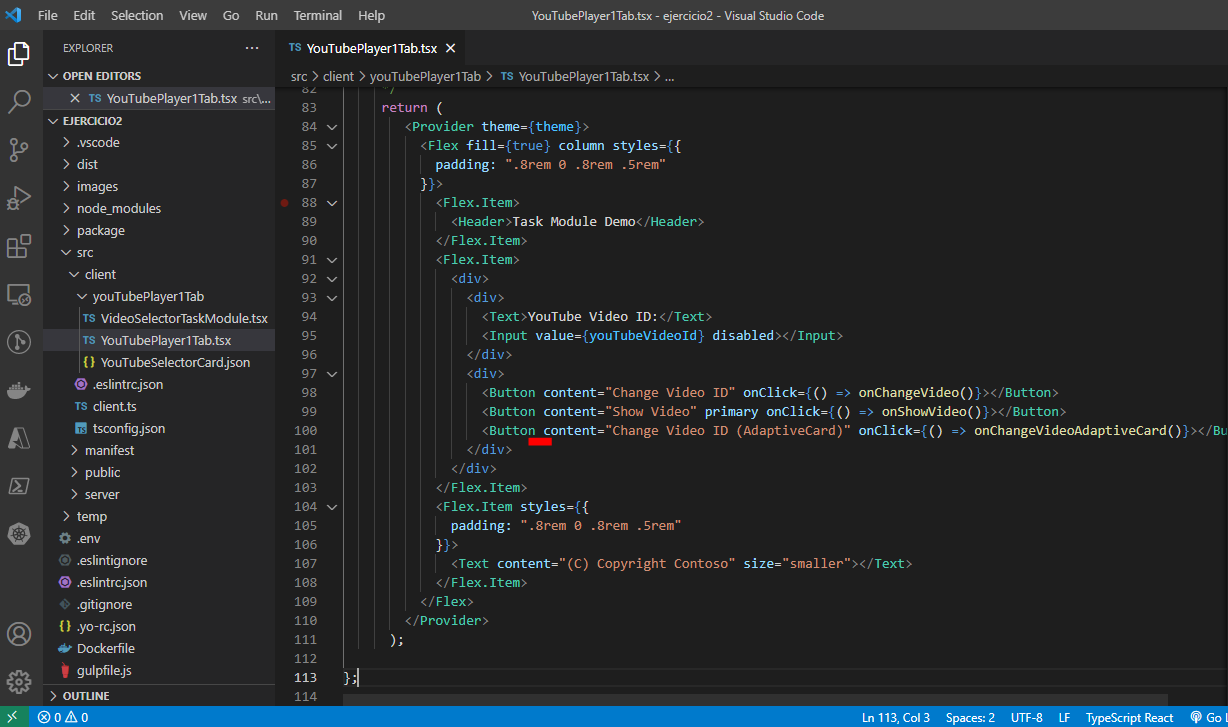 File Edit Selection View Go Run Terminal Help YouTubePlayer1Tab.tsx - ejercicio2 - Visual Studio Code
EXPLORER ...
OPEN EDITORS
TS YouTubePlayer1Tab.tsx src\...
EJERCICIO2
.vscode
dist
images
node_modules
package
src
client
youTubePlayer1Tab
TS VideoSelectorTaskModule.tsx
TS YouTubePlayer1Tab.tsx
{} YouTubeSelectorCard.json
.eslintrc.json
TS client.ts
TS tsconfig.json
manifest
public
server
temp
.env
.eslintignore
.eslintrc.json
.gitignore
{} .yo-rc.json
Dockerfile
gulpfile.js
OUTLINE
TS YouTubePlayer1Tab.tsx
src > client > youTubePlayer1Tab > TS YouTubePlayer1Tab.tsx > ...
82 */
83 return (
84 <Provider theme={theme}>
85 <Flex fill={true} column styles={{
86 padding: ".8rem 0 .8rem .5rem"
87 }}>
88 <Flex.Item>
89 <Header>Task Module Demo</Header>
90 </Flex.Item>
91 <Flex.Item>
92 <div>
93 <div>
94 <Text>YouTube Video ID:</Text>
95 <Input value={youTubeVideoId} disabled></Input>
96 </div>
97 <div>
98 <Button content="Change Video ID" onClick={() => onChangeVideo()}></Button>
99 <Button content="Show Video" primary onClick={() => onShowVideo()}></Button>
100 <Button content="Change Video ID (AdaptiveCard)" onClick={() => onChangeVideoAdaptiveCard()}></Bu
101 </div>
102 </div>
103 </Flex.Item>
104 <Flex.Item styles={{
105 padding: ".8rem 0 .8rem .5rem"
106 }}>
107 <Text content="(C) Copyright Contoso" size="smaller"></Text>
108 </Flex.Item>
109 </Flex>
110 </Provider>
111 );
112
113 };
114
0 0 Ln 113, Col 3 Spaces: 2 UTF-8 LF TypeScript React Go